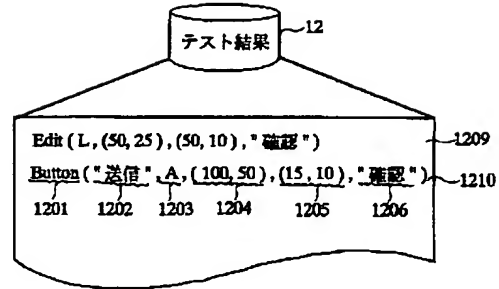 テスト結果
12
Edit ( L , (50, 25) , (50, 10) , "確認" )
1209
Button ( "送信" , A , ( 100, 50) , (15, 10) , "確認" )
1210
1201 1202 1203 1204 1205 1206